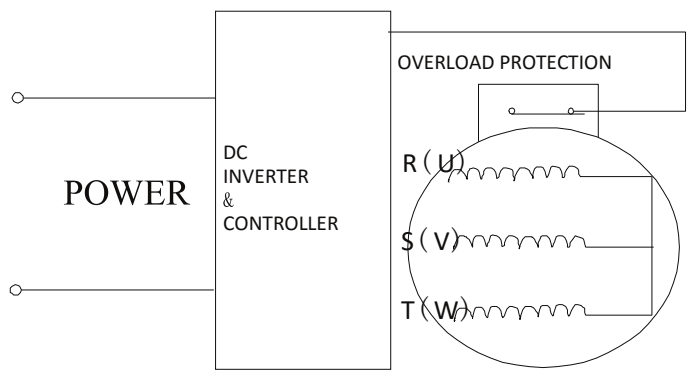 OVERLOAD PROTECTION
DC
INVERTER
&
CONTROLLER
POWER
R（U）
S（V）
T（W）